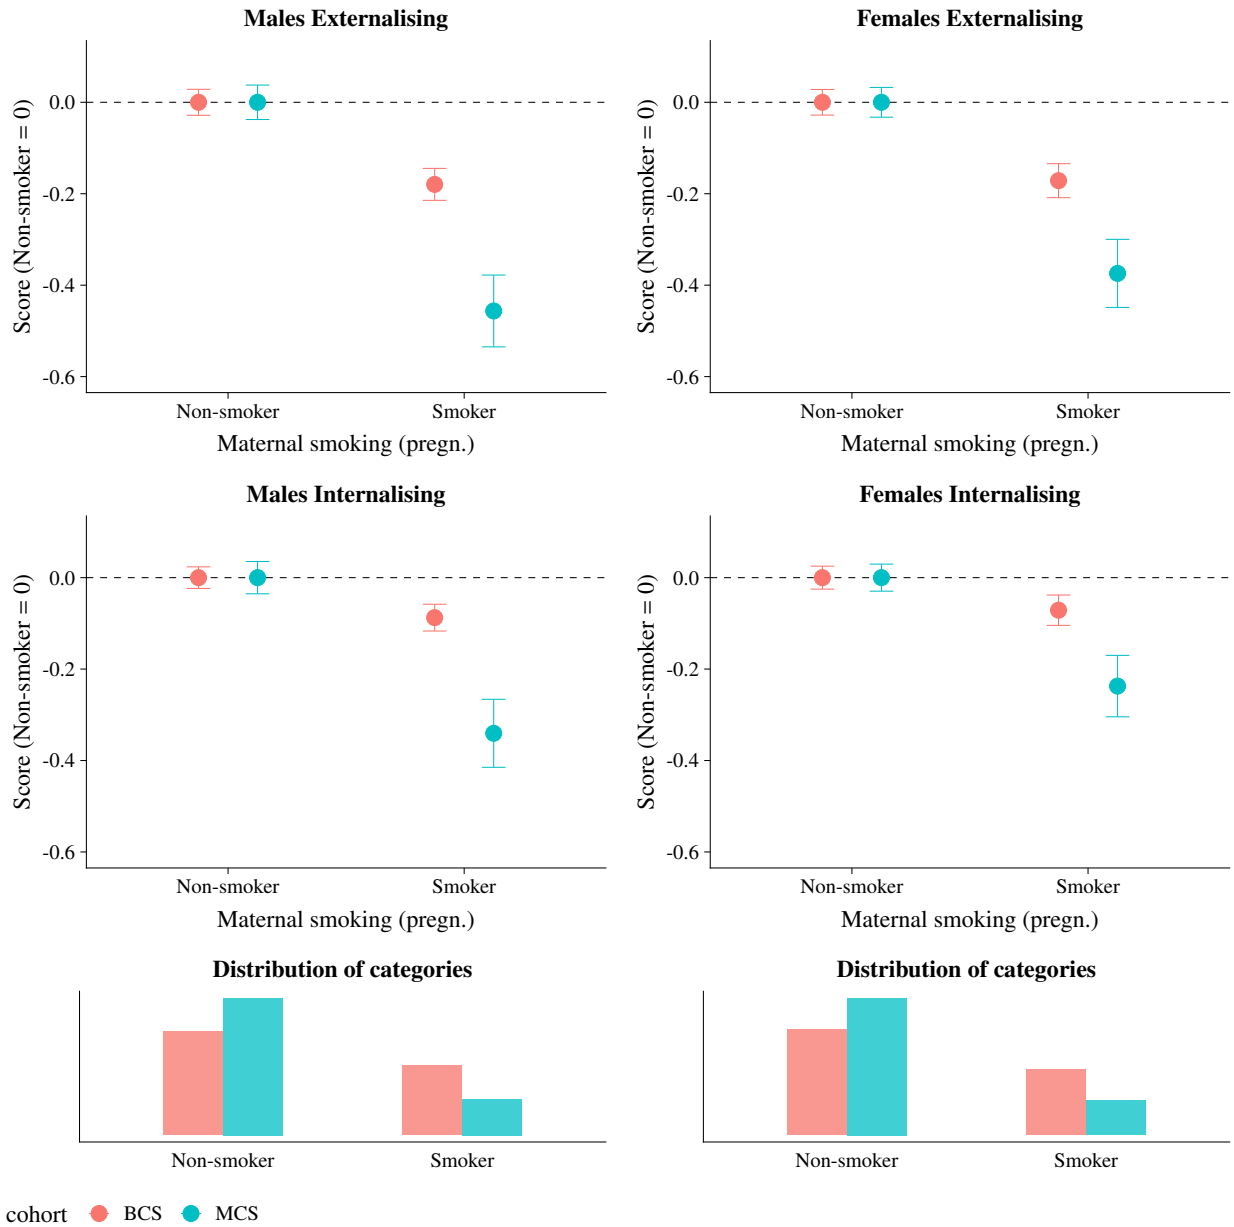 Males Externalising
Score (Non-smoker = 0)
0.0
-0.2
-0.4
-0.6
Non-smoker Smoker
Maternal smoking (pregn.)
Females Externalising
Score (Non-smoker = 0)
0.0
-0.2
-0.4
-0.6
Non-smoker Smoker
Maternal smoking (pregn.)
Males Internalising
Score (Non-smoker = 0)
0.0
-0.2
-0.4
-0.6
Non-smoker Smoker
Maternal smoking (pregn.)
Females Internalising
Score (Non-smoker = 0)
0.0
-0.2
-0.4
-0.6
Non-smoker Smoker
Maternal smoking (pregn.)
Distribution of categories
Non-smoker Smoker
Distribution of categories
Non-smoker Smoker
cohort BCS MCS